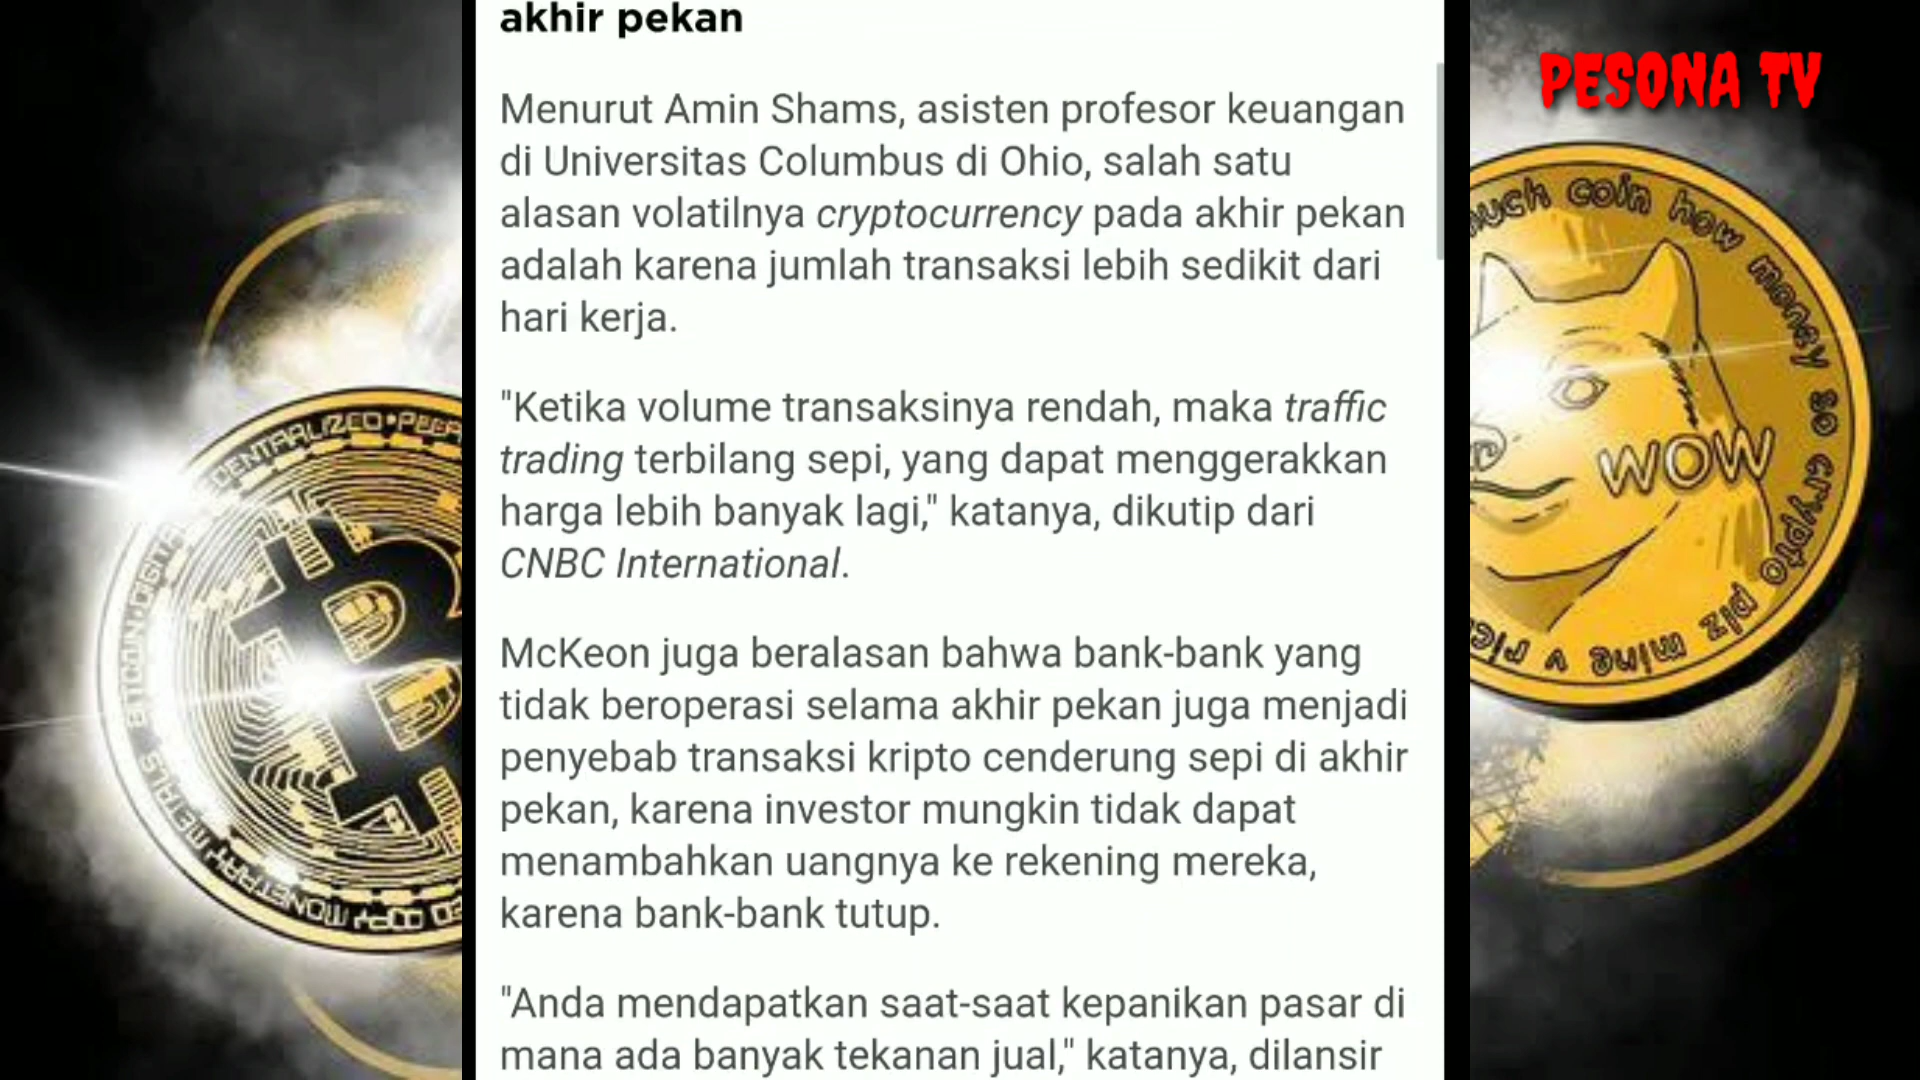 akhir pekan
PESONA TV
Menurut Amin Shams, asisten profesor keuangan
di Universitas Columbus di Ohio, salah satu
alasan volatilnya cryptocurrency pada akhir pekan
adalah karena jumlah transaksi lebih sedikit dari
hari kerja.
"Ketika volume transaksinya rendah, maka traffic
trading terbilang sepi, yang dapat menggerakkan
harga lebih banyak lagi," katanya, dikutip dari
CNBC International.
McKeon juga beralasan bahwa bank-bank yang
tidak beroperasi selama akhir pekan juga menjadi
penyebab transaksi kripto cenderung sepi di akhir
pekan, karena investor mungkin tidak dapat
menambahkan uangnya ke rekening mereka,
karena bank-bank tutup.
"Anda mendapatkan saat-saat kepanikan pasar di
mana ada banyak tekanan jual," katanya, dilansir
coin how money so crypto plz mine v
WOW
BITCOIN • DIGITAL